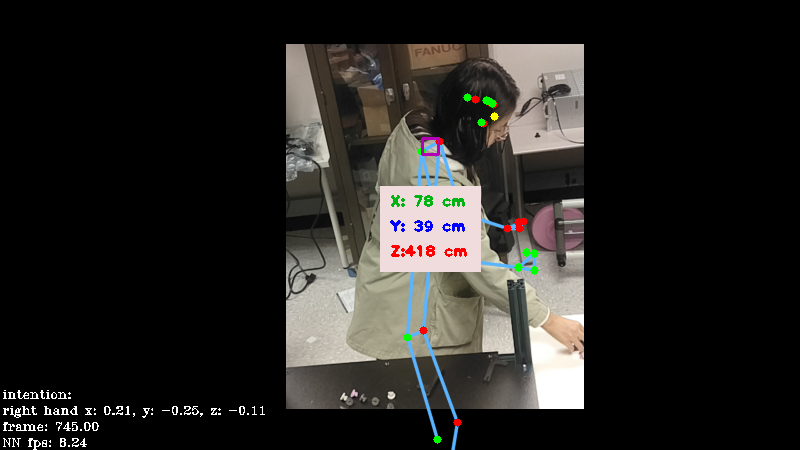 FANUC
X: 78 cm
Y: 39 cm
Z:418 cm
intention:
right hand x: 0.21, y: -0.25, z: -0.11
frame: 745.00
NN fps: 8.24